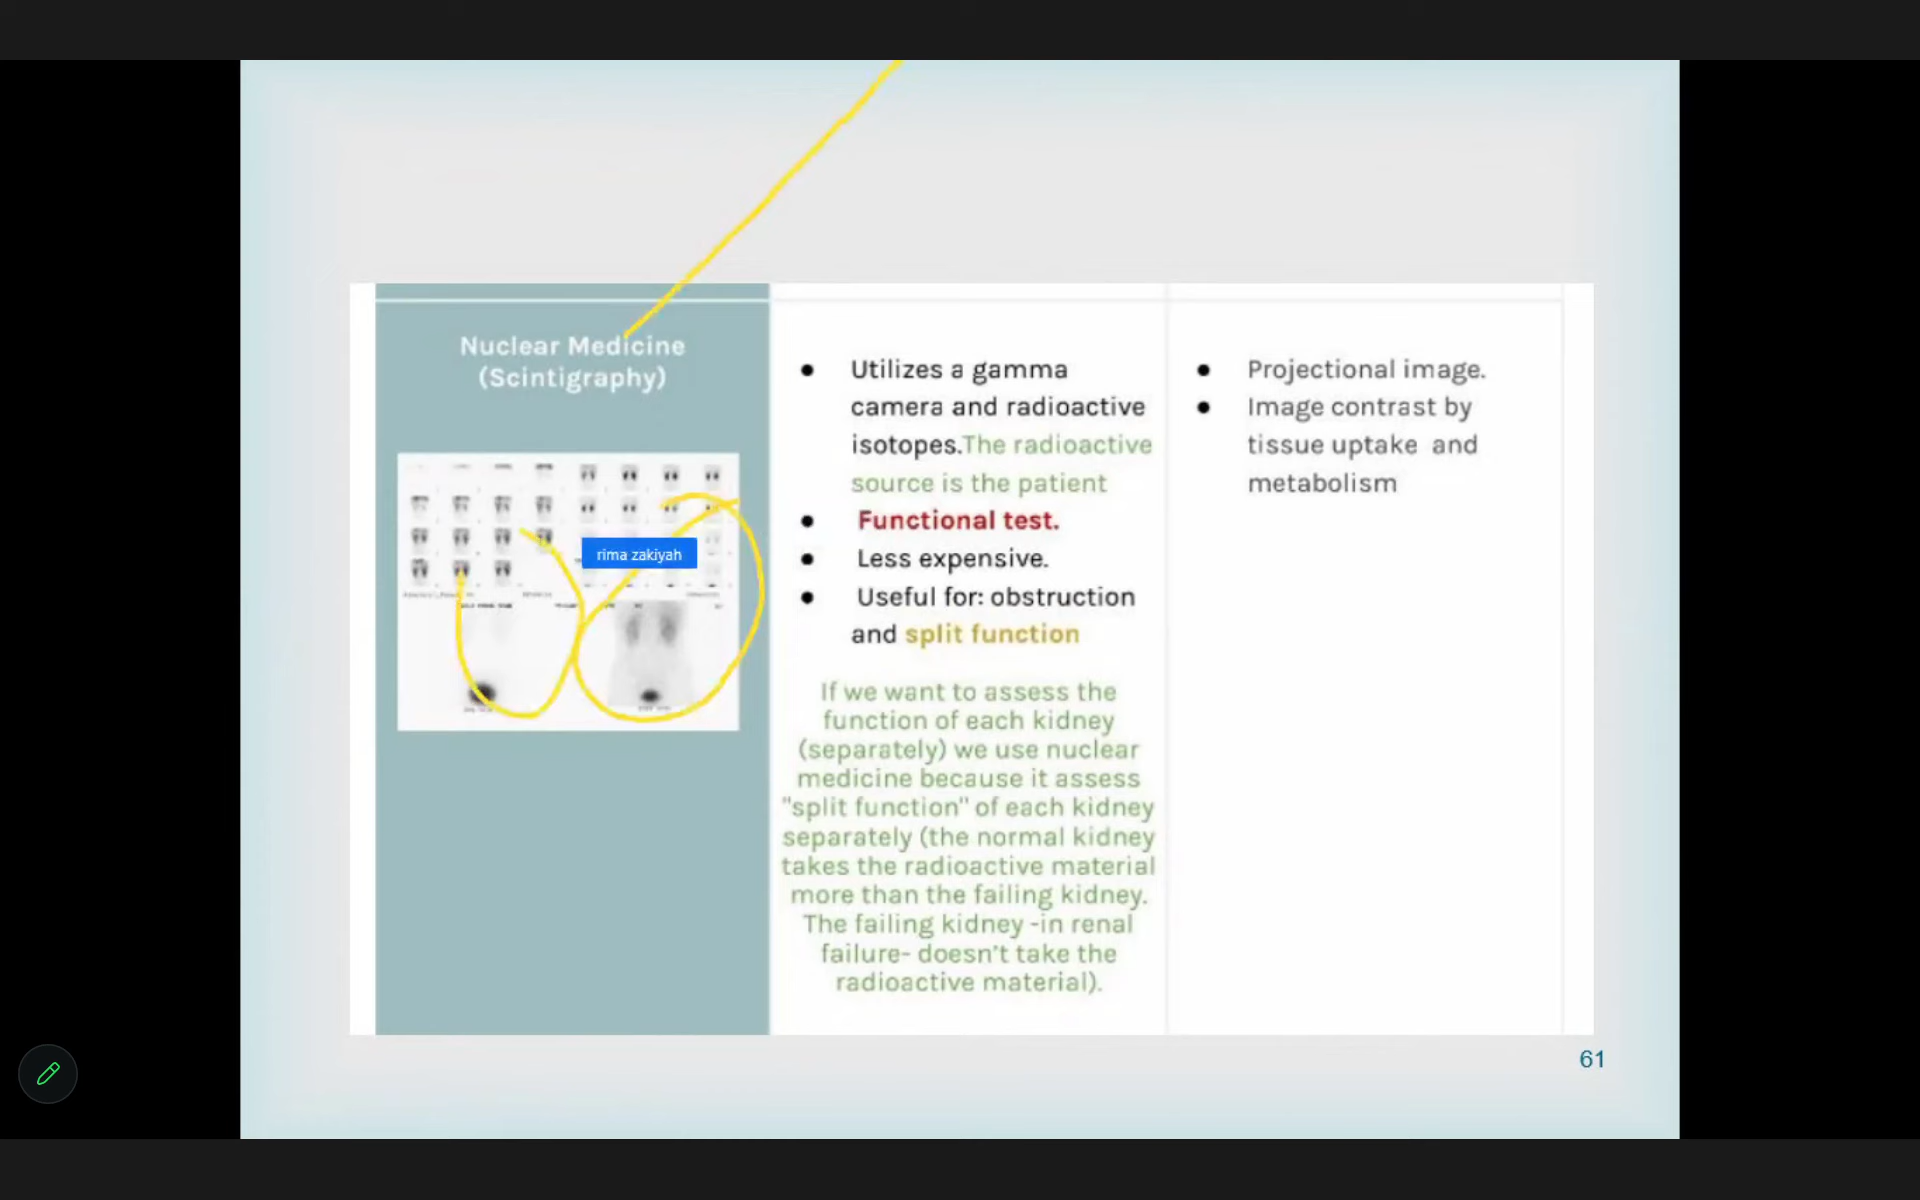 Nuclear Medicine
(Scintigraphy)
rima zakiyah
● Utilizes a gamma
camera and radioactive
isotopes.The radioactive
source is the patient
● Functional test.
● Less expensive.
● Useful for: obstruction
and split function
If we want to assess the
function of each kidney
(separately) we use nuclear
medicine because it assess
"split function" of each kidney
separately (the normal kidney
takes the radioactive material
more than the failing kidney.
The failing kidney -in renal
failure- doesn't take the
radioactive material).
● Projectional image.
● Image contrast by
tissue uptake and
metabolism
61